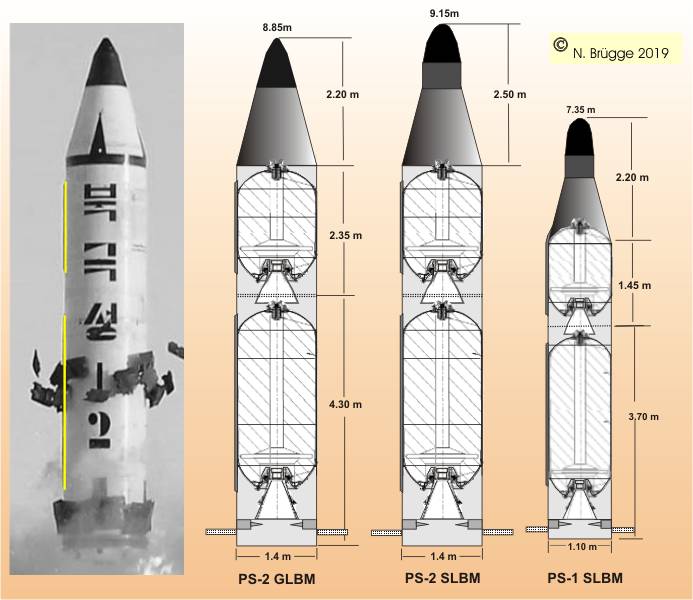 북극성-2
8.85m
2.20 m
2.35 m
4.30 m
1.4 m
PS-2 GLBM
9.15m
2.50 m
1.4 m
PS-2 SLBM
© N. Brügge 2019
7.35 m
2.20 m
1.45 m
3.70 m
1.10 m
PS-1 SLBM